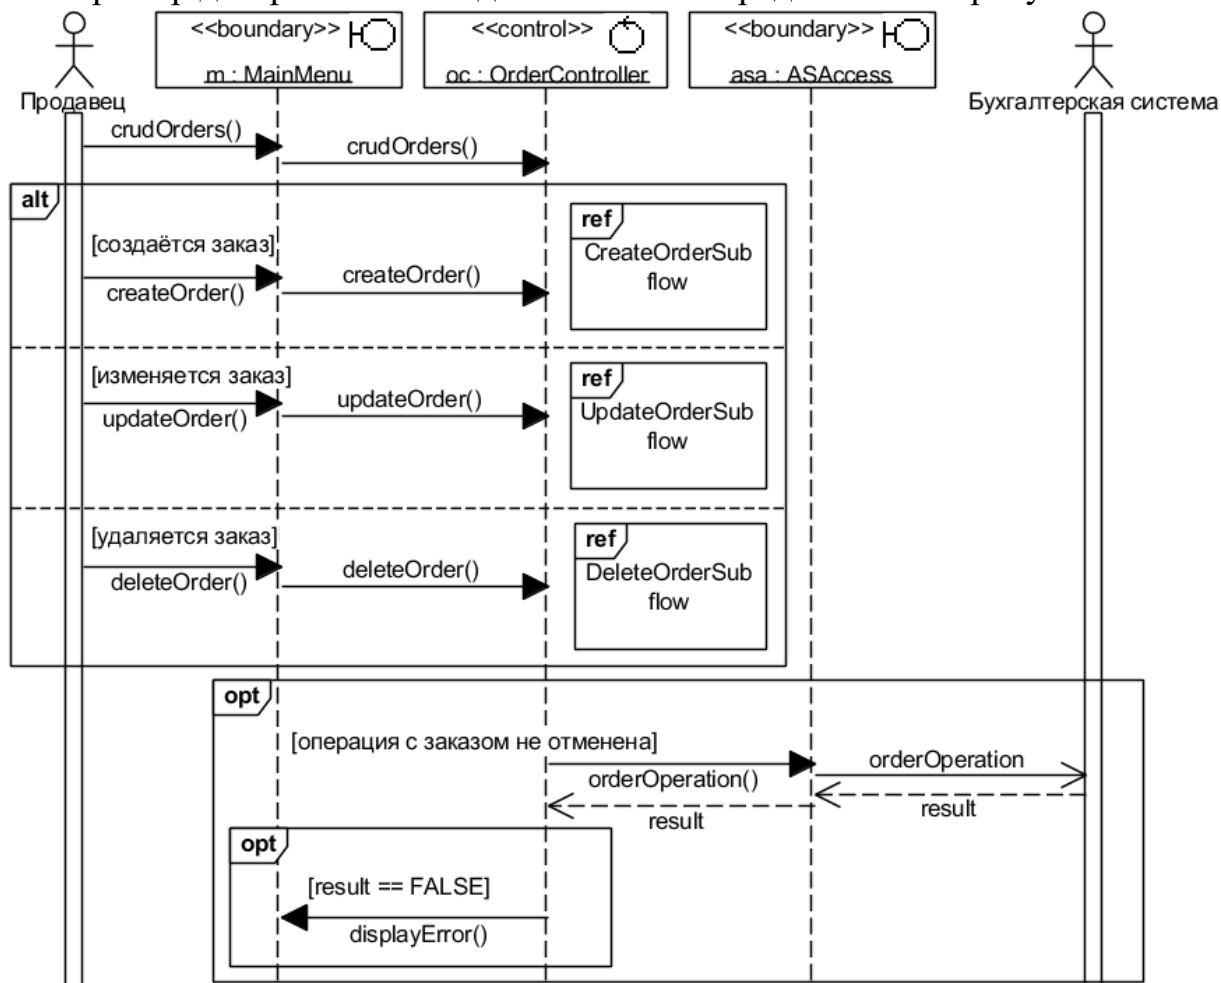 <<boundary>>
<<control>>
<<boundary>>
m : MainMenu
oc : OrderController
asa : ASAccess
Продавец
Бухгалтерская система
crudOrders()
crudOrders()
alt
ref
[создаётся заказ]
CreateOrderSub
flow
createOrder()
createOrder()
ref
[изменяется заказ]
updateOrder()
UpdateOrderSub
flow
updateOrder()
ref
[удаляется заказ]
deleteOrder()
DeleteOrderSub
flow
deleteOrder()
opt
[операция с заказом не отменена]
orderOperation
orderOperation()
result
result
opt
[result == FALSE]
displayError()